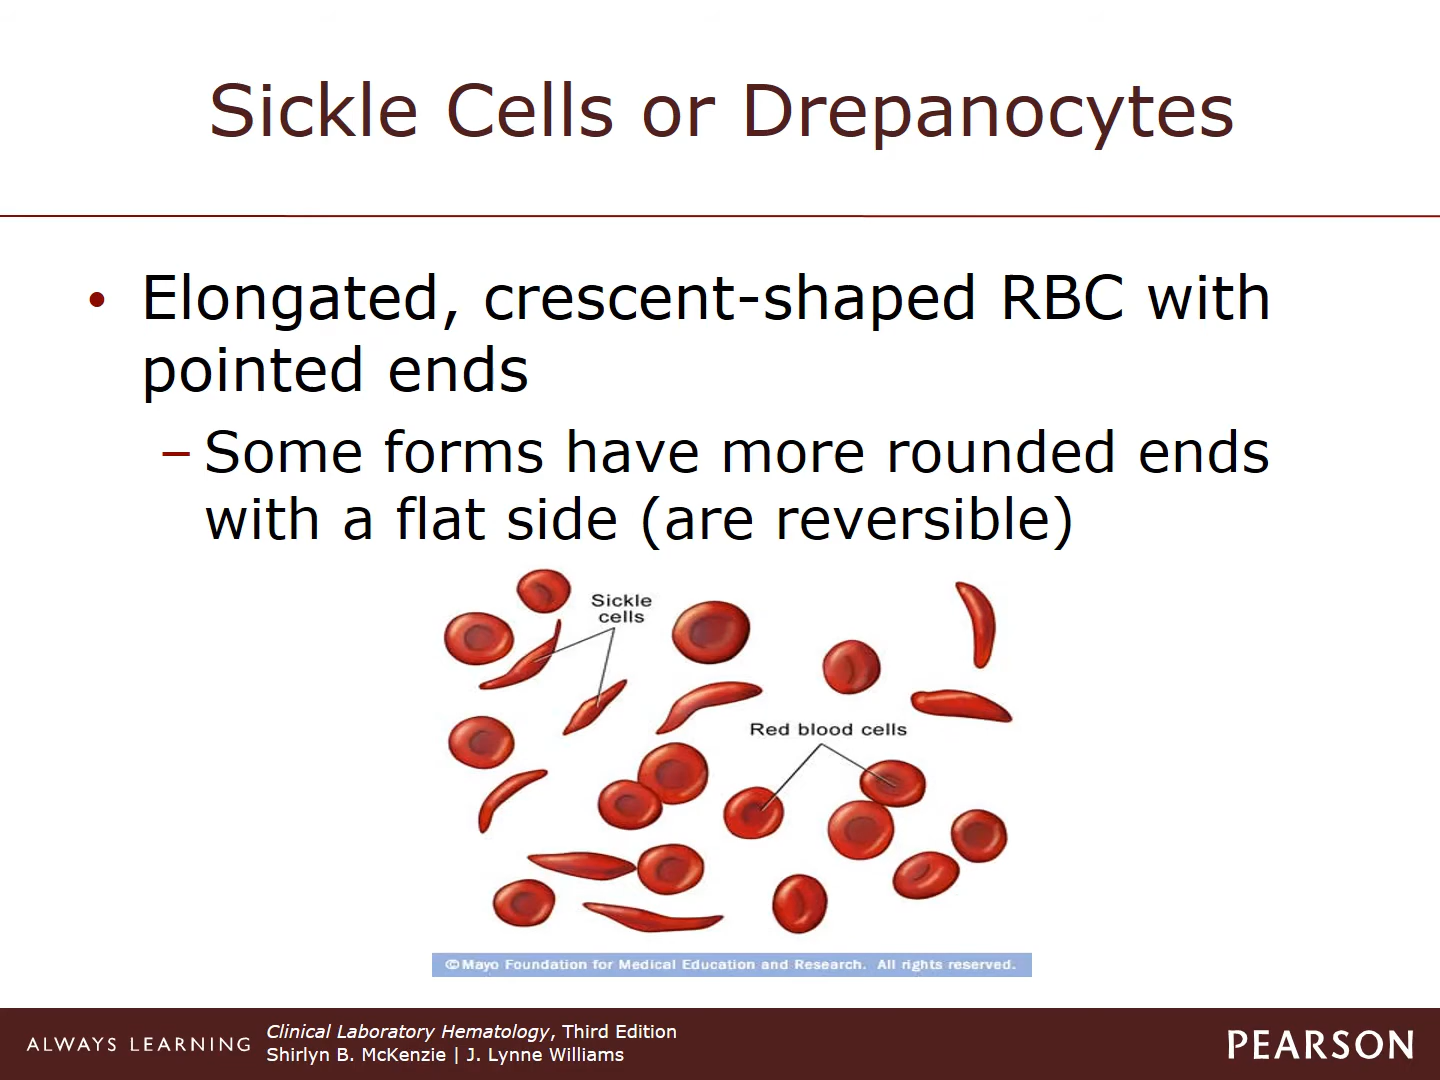 Sickle Cells or Drepanocytes
• Elongated, crescent-shaped RBC with
pointed ends
– Some forms have more rounded ends
with a flat side (are reversible)
Sickle
cells
Red blood cells
©Mayo Foundation for Medical Education and Research. All rights reserved.
ALWAYS LEARNING
Clinical Laboratory Hematology, Third Edition
Shirlyn B. McKenzie | J. Lynne Williams
PEARSON